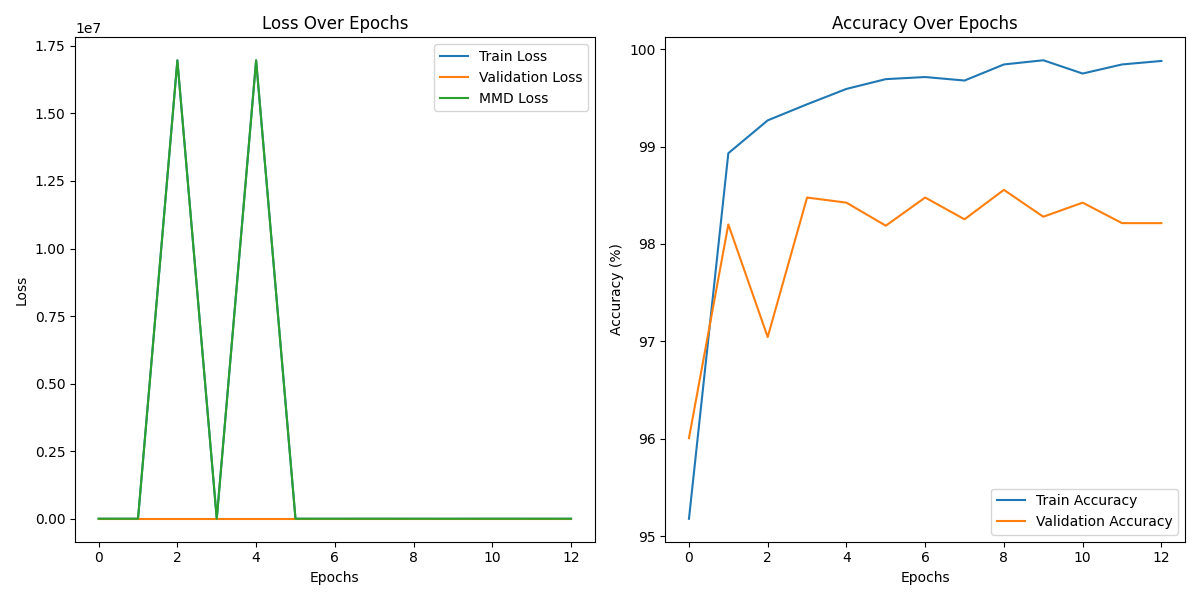 Loss Over Epochs
1e7
1.75
1.50
1.25
1.00
0.75
0.50
0.25
0.00
Loss
0 2 4 6 8 10 12
Epochs
Train Loss
Validation Loss
MMD Loss
Accuracy Over Epochs
100
99
98
97
96
95
Accuracy (%)
0 2 4 6 8 10 12
Epochs
Train Accuracy
Validation Accuracy